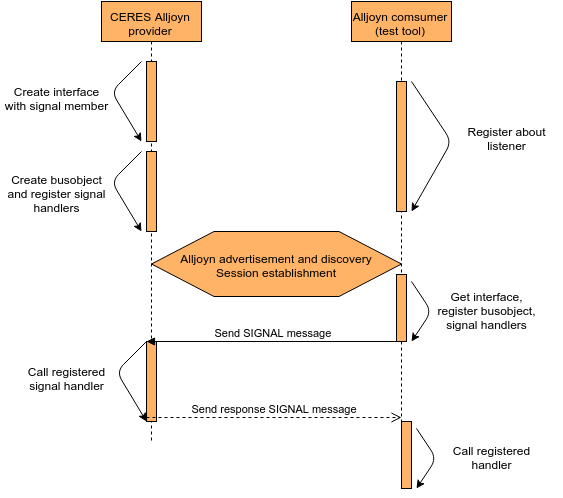 CERES Alljoyn
provider
Alljoyn comsumer
(test tool)
Create interface
with signal member
Register about
listener
Create busobject
and register signal
handlers
Alljoyn advertisement and discovery
Session establishment
Get interface,
register busobject,
signal handlers
Send SIGNAL message
Call registered
signal handler
Send response SIGNAL message
Call registered
handler